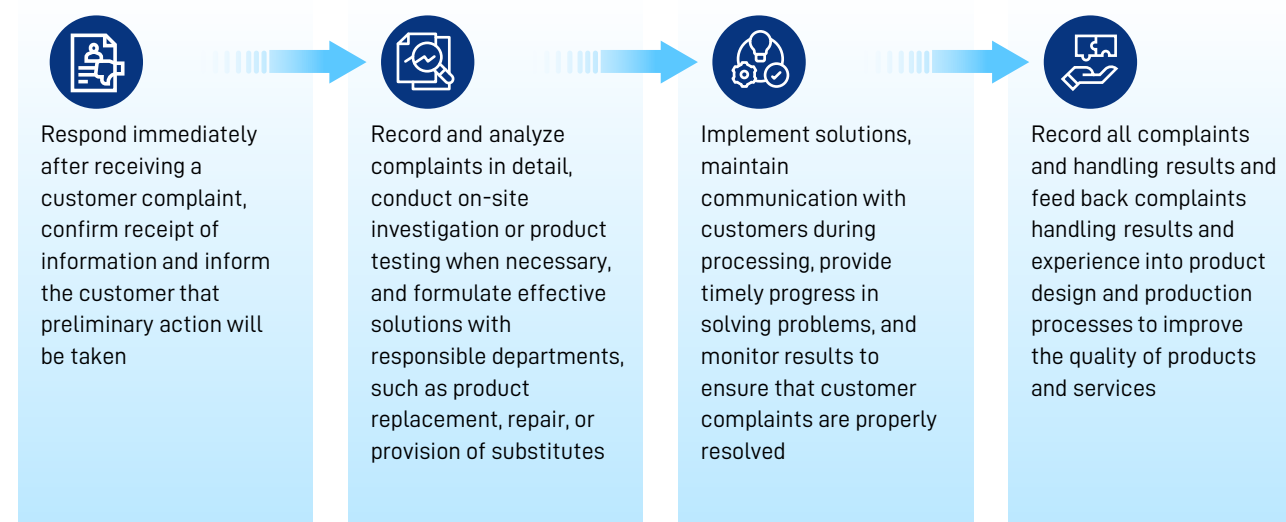 Respond immediately
after receiving a
customer complaint,
confirm receipt of
information and inform
the customer that
preliminary action will
be taken
Record and analyze
complaints in detail,
conduct on-site
investigation or product
testing when necessary,
and formulate effective
solutions with
responsible departments,
such as product
replacement, repair, or
provision of substitutes
Implement solutions,
maintain
communication with
customers during
processing, provide
timely progress in
solving problems, and
monitor results to
ensure that customer
complaints are properly
resolved
Record all complaints
and handling results and
feed back complaints
handling results and
experience into product
design and production
processes to improve
the quality of products
and services